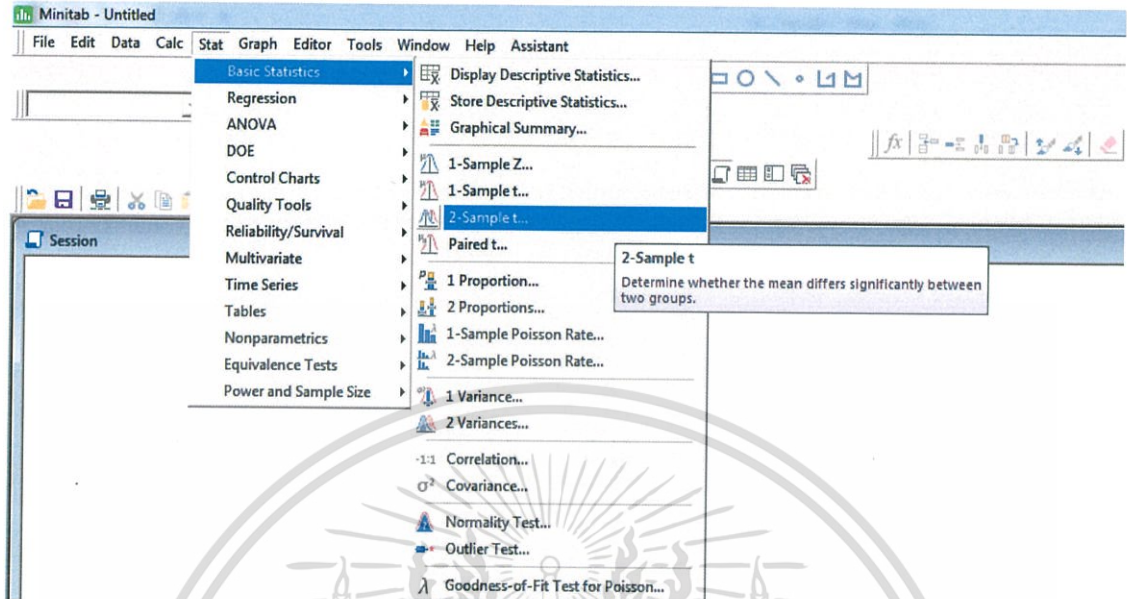 Minitab - Untitled
File Edit Data Calc Stat Graph Editor Tools Window Help Assistant
Basic Statistics
Regression
ANOVA
DOE
Control Charts
Quality Tools
Reliability/Survival
Multivariate
Time Series
Tables
Nonparametrics
Equivalence Tests
Power and Sample Size
Display Descriptive Statistics...
Store Descriptive Statistics...
Graphical Summary...
1-Sample Z...
1-Sample t...
2-Sample t...
Paired t...
1 Proportion...
2 Proportions...
1-Sample Poisson Rate...
2-Sample Poisson Rate...
1 Variance...
2 Variances...
-1:1 Correlation...
σ² Covariance...
Normality Test...
Outlier Test...
λ Goodness-of-Fit Test for Poisson...
fx
Session
2-Sample t
Determine whether the mean differs significantly between
two groups.